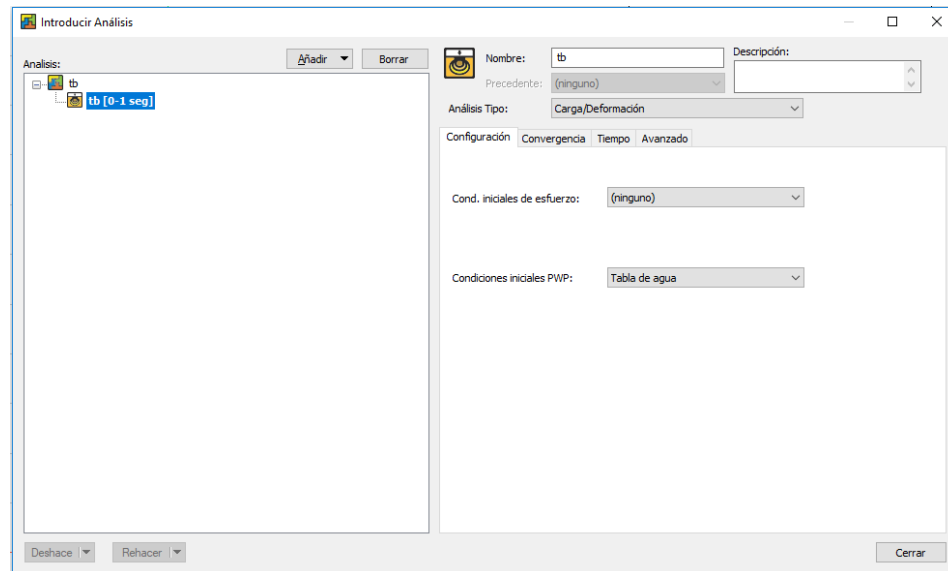 Introducir Análisis
Analisis:
Añadir
Borrar
tb
tb [0-1 seg]
Nombre:
tb
Descripción:
Precedente:
(ninguno)
Análisis Tipo:
Carga/Deformación
Configuración Convergencia Tiempo Avanzado
Cond. iniciales de esfuerzo:
(ninguno)
Condiciones iniciales PWP:
Tabla de agua
Deshace
Rehacer
Cerrar